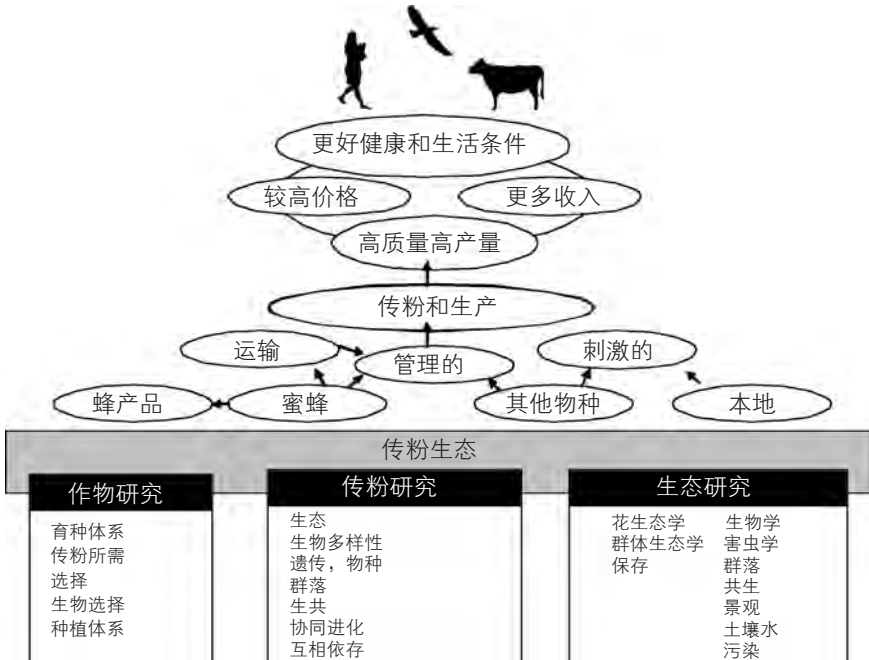 更好健康和生活条件
较高价格
更多收入
高质量高产量
传粉和生产
运输
管理的
刺激的
蜂产品
蜜蜂
其他物种
本地
传粉生态
作物研究
育种体系
传粉所需
选择
生物选择
种植体系
传粉研究
生态
生物多样性
遗传，物种
群落
生共
协同进化
互相依存
生态研究
花生态学
群体生态学
保存
生物学
害虫学
群落
共生
景观
土壤水
污染